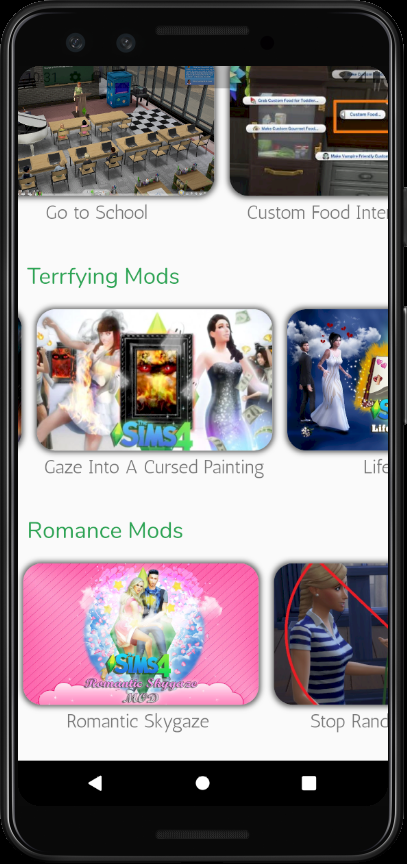 Grab Custom Food for Toddler...
Custom Food...
Make Custom Gourmet Food...
Make Vampire-Friendly Custom
Go to School
Custom Food Inter
Terrfying Mods
THE
SIMS 4
Gaze Into A Cursed Painting
Life
Life
Romance Mods
THE
SIMS 4
Romantic Skygaze
MOD
Romantic Skygaze
Stop Rand